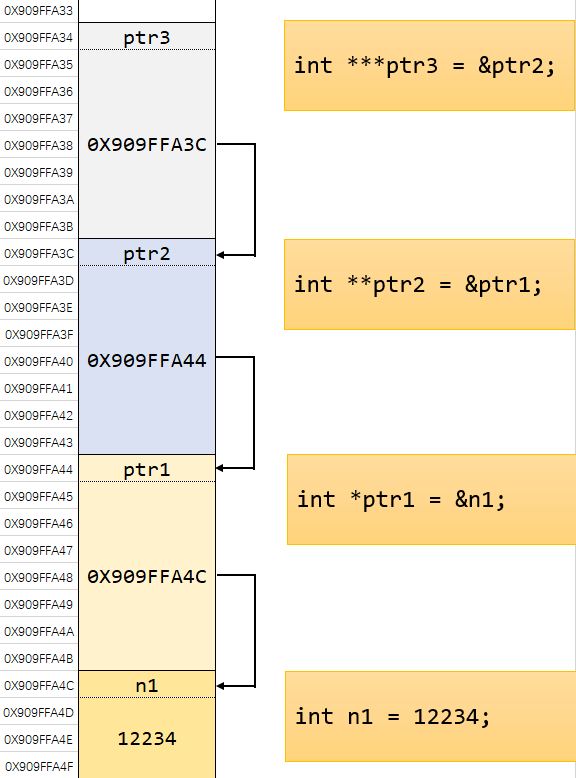 0X909FFA33
0X909FFA34 ptr3
int ***ptr3 = &ptr2;
0X909FFA35
0X909FFA36
0X909FFA37
0X909FFA38 0X909FFA3C
0X909FFA39
0X909FFA3A
0X909FFA3B
0X909FFA3C ptr2
0X909FFA3D int **ptr2 = &ptr1;
0X909FFA3E
0X909FFA3F
0X909FFA40 0X909FFA44
0X909FFA41
0X909FFA42
0X909FFA43
0X909FFA44 ptr1
0X909FFA45 int *ptr1 = &n1;
0X909FFA46
0X909FFA47
0X909FFA48 0X909FFA4C
0X909FFA49
0X909FFA4A
0X909FFA4B
0X909FFA4C n1
0X909FFA4D int n1 = 12234;
0X909FFA4E 12234
0X909FFA4F